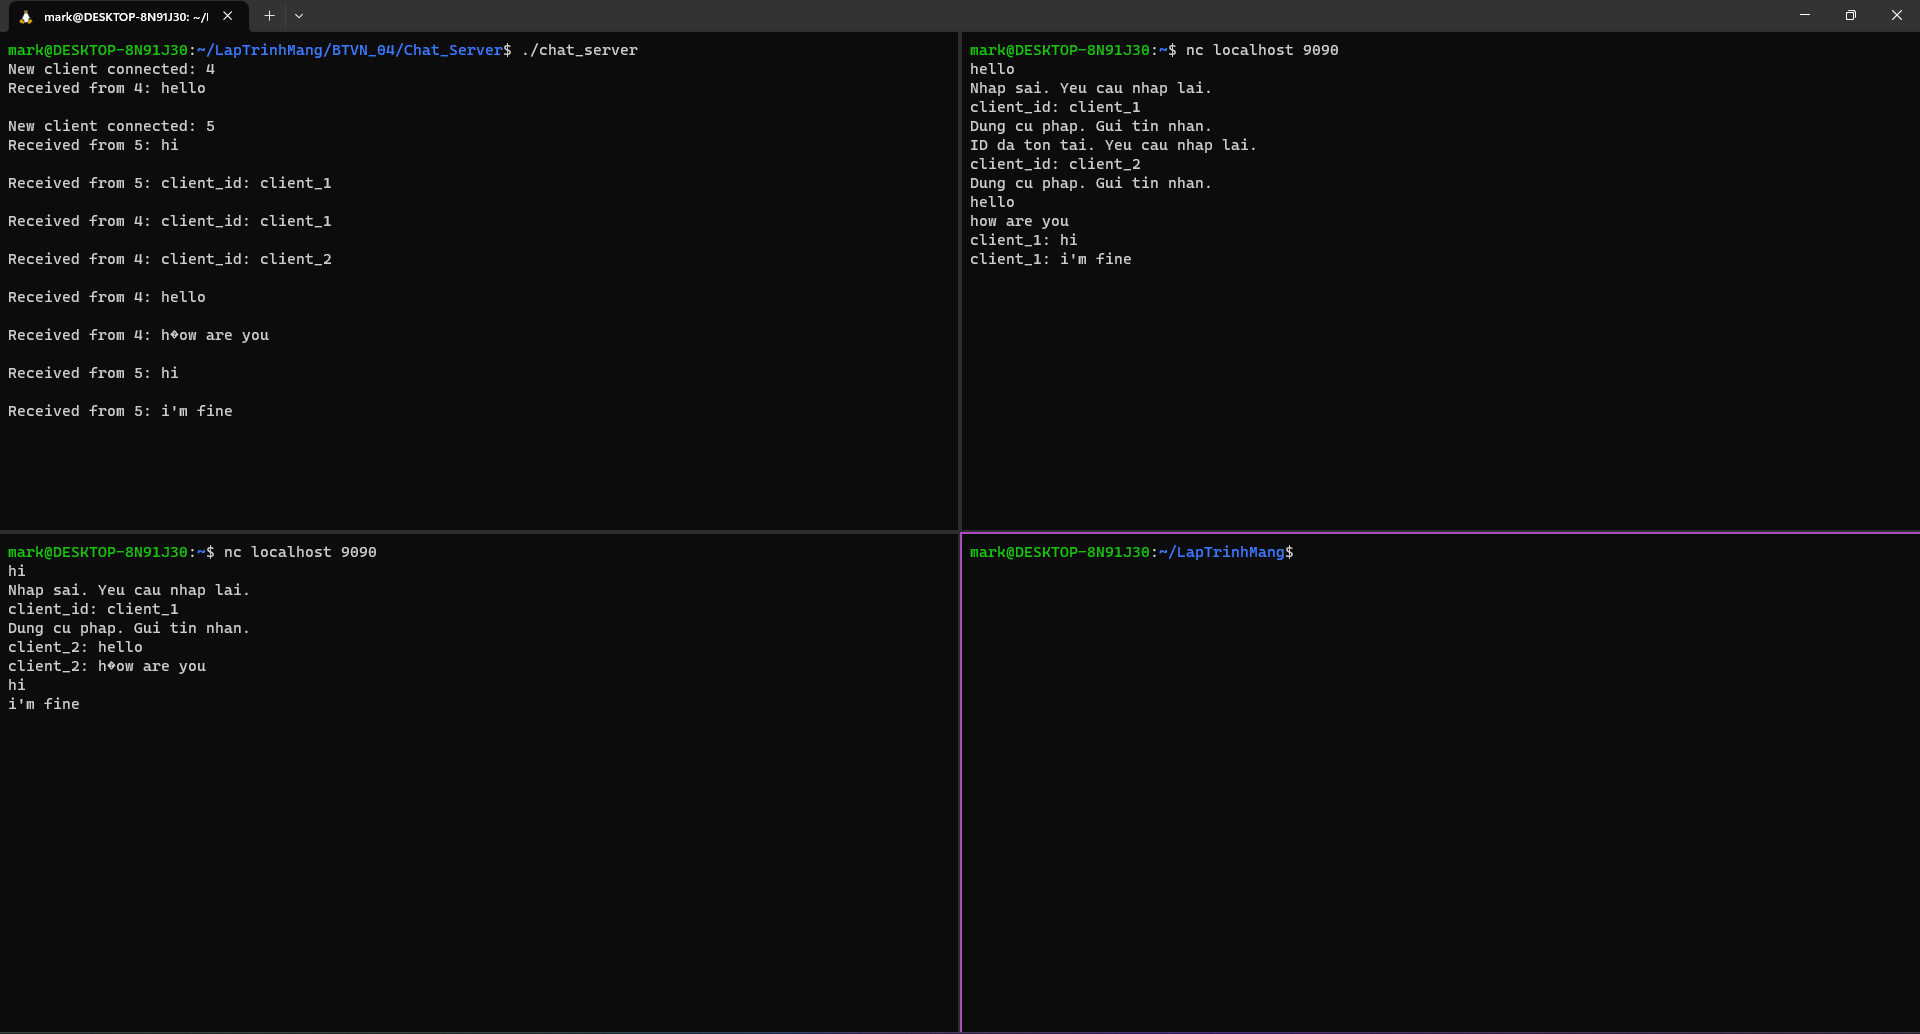 mark@DESKTOP-8N91J30: ~/l
mark@DESKTOP-8N91J30:~/LapTrinhMang/BTVN_04/Chat_Server$ ./chat_server
New client connected: 4
Received from 4: hello
New client connected: 5
Received from 5: hi
Received from 5: client_id: client_1
Received from 4: client_id: client_1
Received from 4: client_id: client_2
Received from 4: hello
Received from 4: h�ow are you
Received from 5: hi
Received from 5: i'm fine
mark@DESKTOP-8N91J30:~$ nc localhost 9090
hello
Nhap sai. Yeu cau nhap lai.
client_id: client_1
Dung cu phap. Gui tin nhan.
ID da ton tai. Yeu cau nhap lai.
client_id: client_2
Dung cu phap. Gui tin nhan.
hello
how are you
client_1: hi
client_1: i'm fine
mark@DESKTOP-8N91J30:~$ nc localhost 9090
hi
Nhap sai. Yeu cau nhap lai.
client_id: client_1
Dung cu phap. Gui tin nhan.
client_2: hello
client_2: h�ow are you
hi
i'm fine
mark@DESKTOP-8N91J30:~/LapTrinhMang$